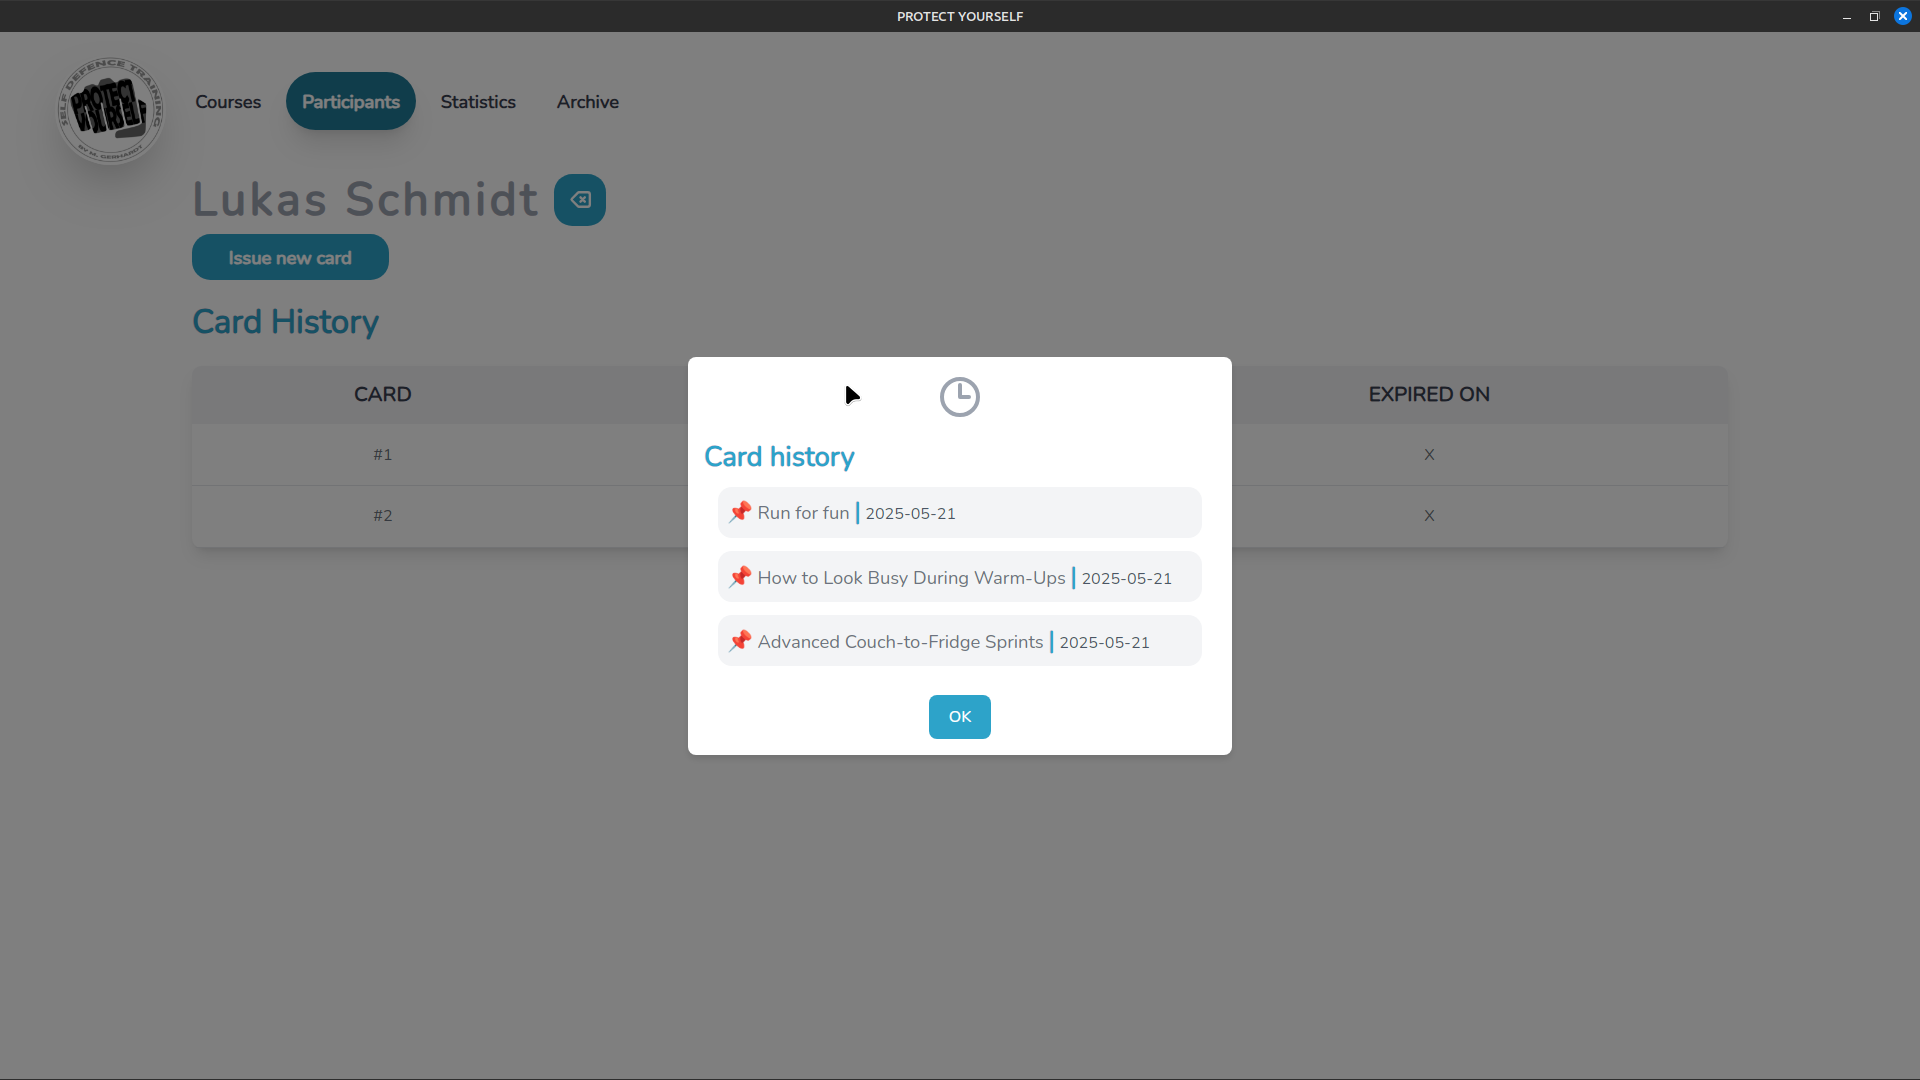 PROTECT YOURSELF
SELF DEFENCE TRAINING
PROTECT
YOURSELF
BY M. GEBHARDT
Courses
Participants
Statistics
Archive
Lukas Schmidt
Issue new card
Card History
CARD
EXPIRED ON
#1
X
#2
X
Card history
📌 Run for fun | 2025-05-21
📌 How to Look Busy During Warm-Ups | 2025-05-21
📌 Advanced Couch-to-Fridge Sprints | 2025-05-21
OK